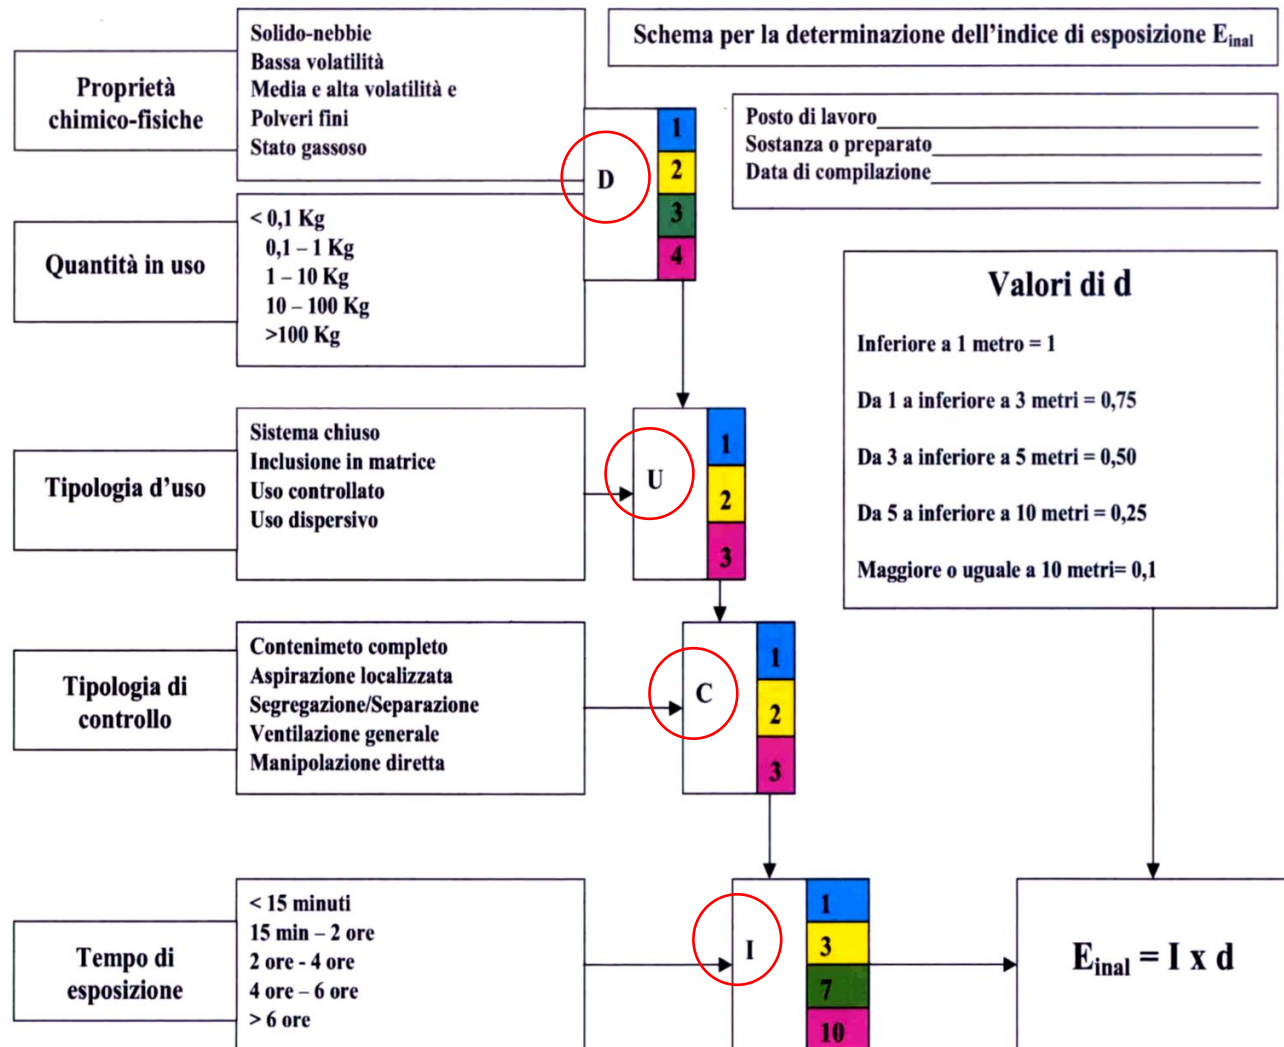 Schema per la determinazione dell'indice di esposizione Einal
Posto di lavoro
Sostanza o preparato
Data di compilazione
Proprietà
chimico-fisiche
Solido-nebbie
Bassa volatilità
Media e alta volatilità e
Polveri fini
Stato gassoso
Quantità in uso
< 0,1 Kg
0,1 – 1 Kg
1 – 10 Kg
10 – 100 Kg
>100 Kg
D
1
2
3
4
Valori di d
Inferiore a 1 metro = 1
Da 1 a inferiore a 3 metri = 0,75
Da 3 a inferiore a 5 metri = 0,50
Da 5 a inferiore a 10 metri = 0,25
Maggiore o uguale a 10 metri= 0,1
Tipologia d'uso
Sistema chiuso
Inclusione in matrice
Uso controllato
Uso dispersivo
U
1
2
3
Tipologia di
controllo
Contenimeto completo
Aspirazione localizzata
Segregazione/Separazione
Ventilazione generale
Manipolazione diretta
C
1
2
3
Tempo di
esposizione
< 15 minuti
15 min – 2 ore
2 ore - 4 ore
4 ore – 6 ore
> 6 ore
I
1
3
7
10
Einal = I x d